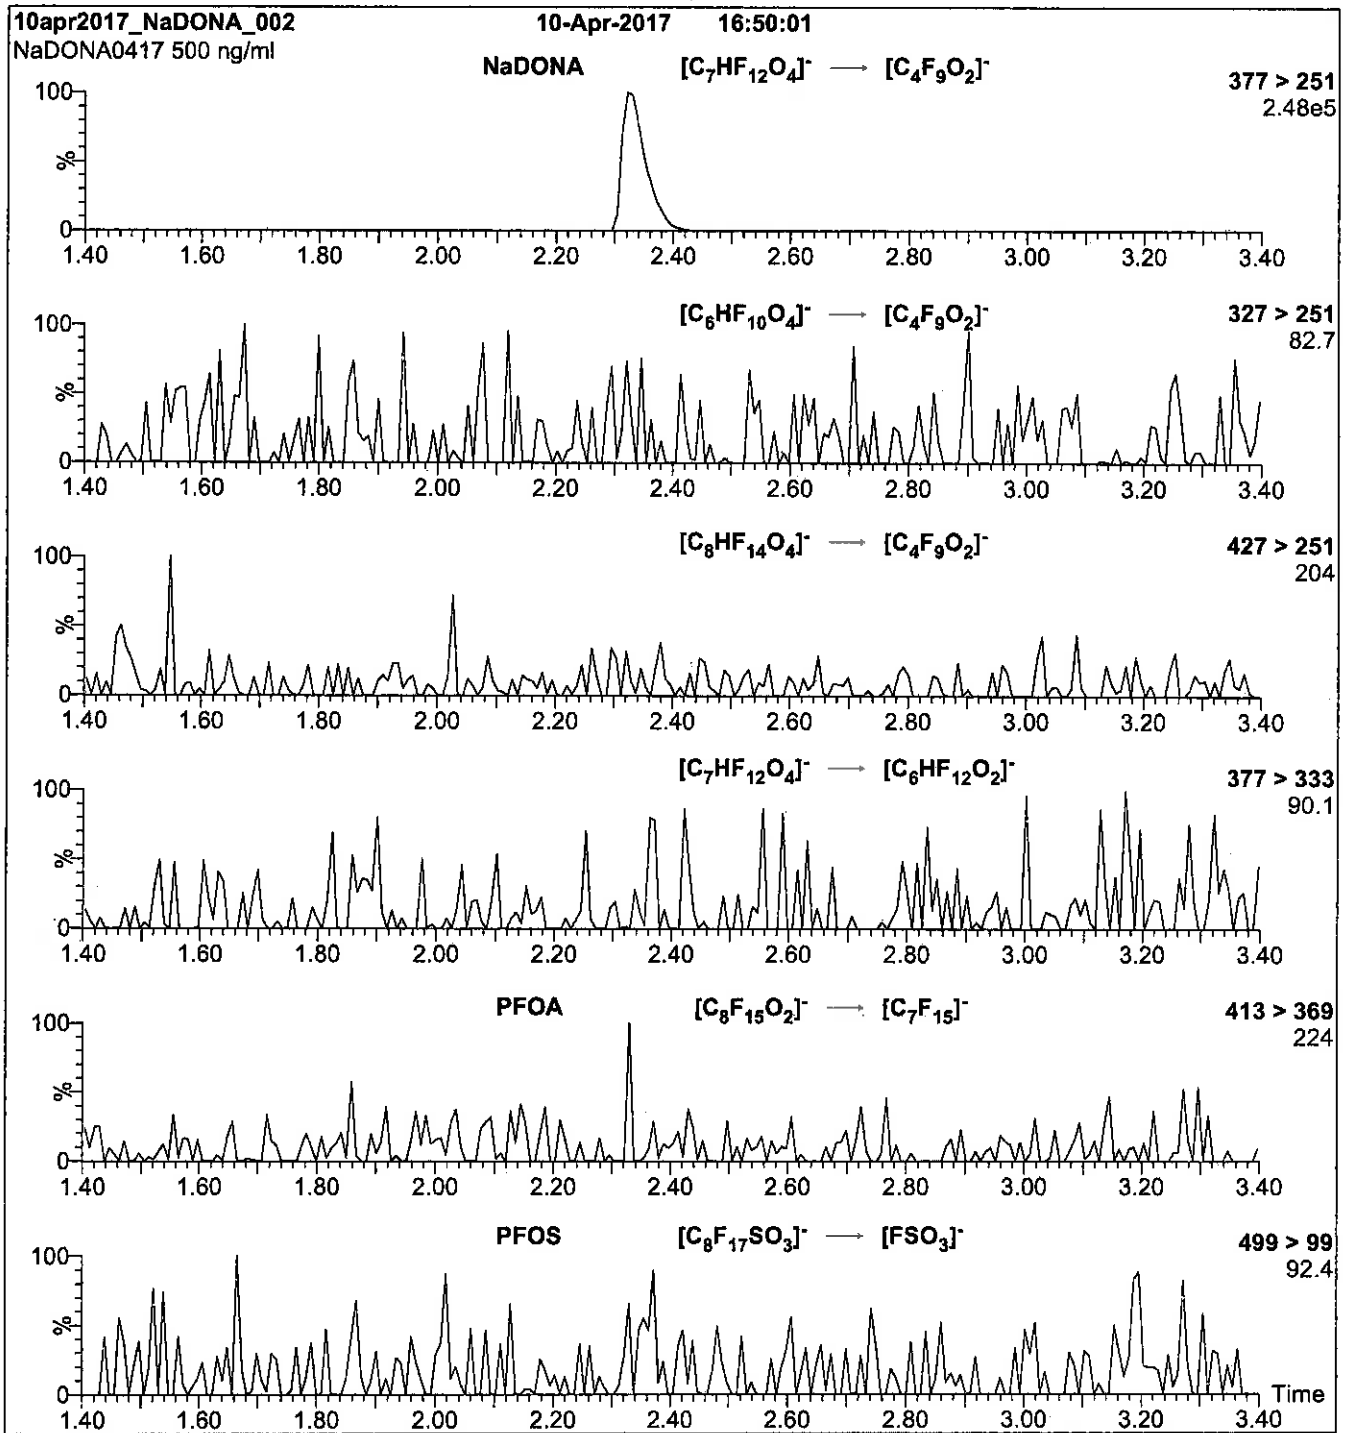 10apr2017_NaDONA_002 10-Apr-2017 16:50:01
NaDONA0417 500 ng/ml
NaDONA [C₇HF₁₂O₄]⁻ → [C₄F₉O₂]⁻ 377 > 251
2.48e5
100
%
0
1.40 1.60 1.80 2.00 2.20 2.40 2.60 2.80 3.00 3.20 3.40
[C₆HF₁₀O₄]⁻ → [C₄F₉O₂]⁻ 327 > 251
82.7
100
%
0
1.40 1.60 1.80 2.00 2.20 2.40 2.60 2.80 3.00 3.20 3.40
[C₈HF₁₄O₄]⁻ → [C₄F₉O₂]⁻ 427 > 251
204
100
%
0
1.40 1.60 1.80 2.00 2.20 2.40 2.60 2.80 3.00 3.20 3.40
[C₇HF₁₂O₄]⁻ → [C₆HF₁₂O₂]⁻ 377 > 333
90.1
100
%
0
1.40 1.60 1.80 2.00 2.20 2.40 2.60 2.80 3.00 3.20 3.40
PFOA [C₈F₁₅O₂]⁻ → [C₇F₁₅]⁻ 413 > 369
224
100
%
0
1.40 1.60 1.80 2.00 2.20 2.40 2.60 2.80 3.00 3.20 3.40
PFOS [C₈F₁₇SO₃]⁻ → [FSO₃]⁻ 499 > 99
92.4
100
%
0
Time
1.40 1.60 1.80 2.00 2.20 2.40 2.60 2.80 3.00 3.20 3.40